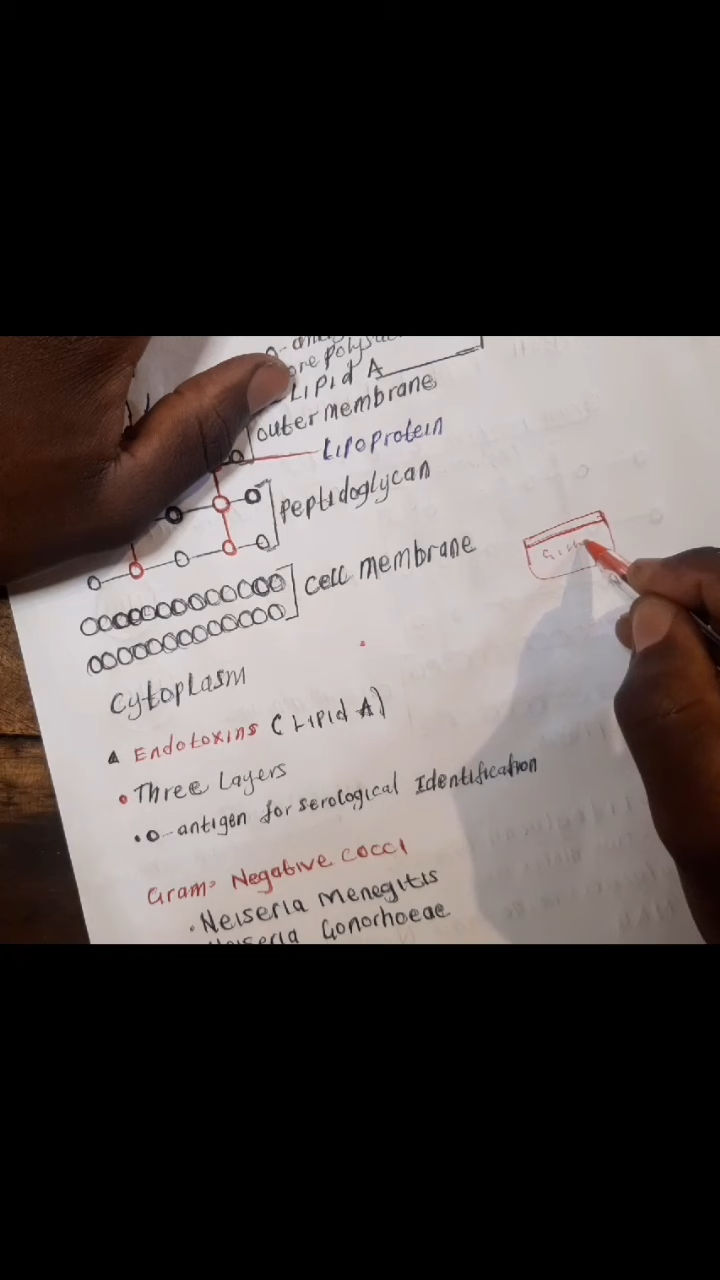 Lipid A
outer membrane
Lipoprotein
Peptidoglycan
cell membrane
Cytoplasm
Endotoxins (Lipid A)
• Three Layers
• O-antigen for serological Identification
Gram- Negative cocci
• Neiseria Menegitis
Neiseria Gonorhoeae